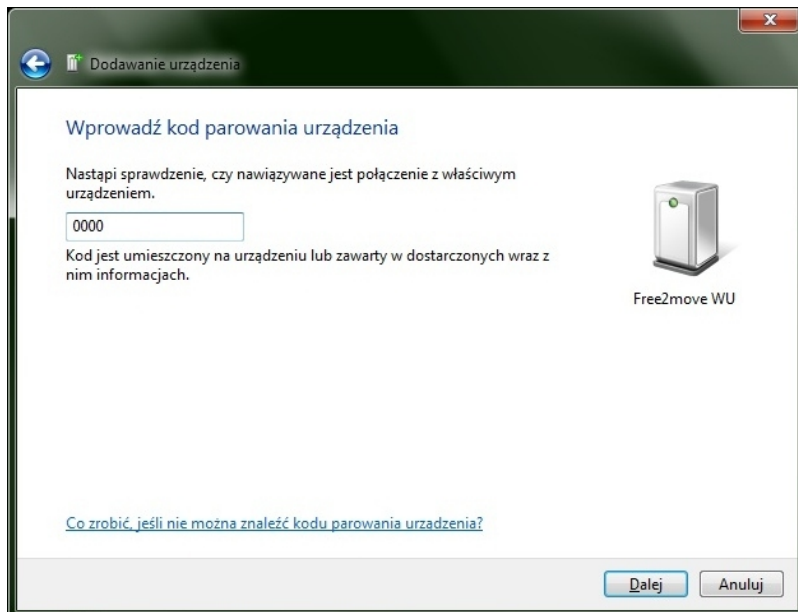 Dodawanie urządzenia
Wprowadź kod parowania urządzenia
Nastąpi sprawdzenie, czy nawiązywane jest połączenie z właściwym
urządzeniem.
0000
Kod jest umieszczony na urządzeniu lub zawarty w dostarczonych wraz z
nim informacjach.
Free2move WU
Co zrobić, jeśli nie można znaleźć kodu parowania urzadzenia?
Dalej
Anuluj